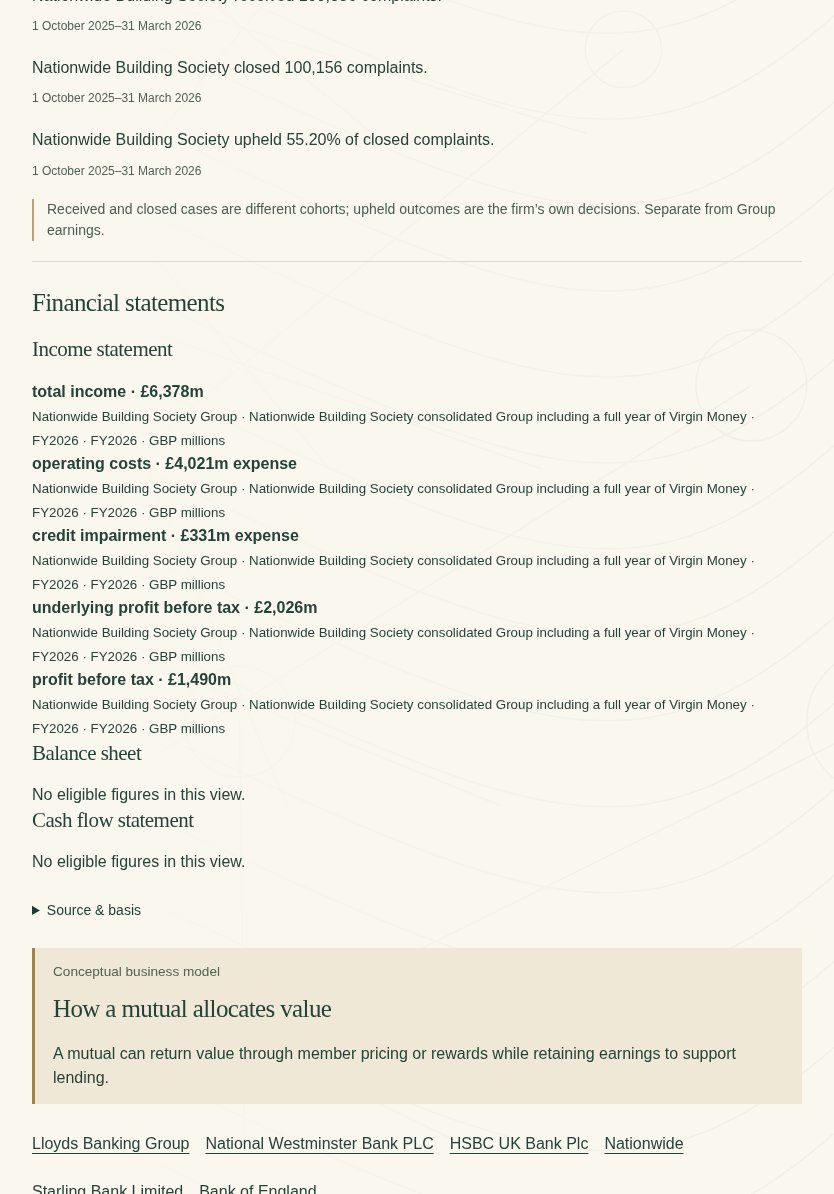 Nationwide Building Society closed 100,156 complaints.
1 October 2025–31 March 2026
Nationwide Building Society upheld 55.20% of closed complaints.
1 October 2025–31 March 2026
Received and closed cases are different cohorts; upheld outcomes are the firm’s own decisions. Separate from Group
earnings.
Financial statements
Income statement
total income · £6,378m
Nationwide Building Society Group · Nationwide Building Society consolidated Group including a full year of Virgin Money ·
FY2026 · FY2026 · GBP millions
operating costs · £4,021m expense
Nationwide Building Society Group · Nationwide Building Society consolidated Group including a full year of Virgin Money ·
FY2026 · FY2026 · GBP millions
credit impairment · £331m expense
Nationwide Building Society Group · Nationwide Building Society consolidated Group including a full year of Virgin Money ·
FY2026 · FY2026 · GBP millions
underlying profit before tax · £2,026m
Nationwide Building Society Group · Nationwide Building Society consolidated Group including a full year of Virgin Money ·
FY2026 · FY2026 · GBP millions
profit before tax · £1,490m
Nationwide Building Society Group · Nationwide Building Society consolidated Group including a full year of Virgin Money ·
FY2026 · FY2026 · GBP millions
Balance sheet
No eligible figures in this view.
Cash flow statement
No eligible figures in this view.
Source & basis
Conceptual business model
How a mutual allocates value
A mutual can return value through member pricing or rewards while retaining earnings to support
lending.
Lloyds Banking Group National Westminster Bank PLC HSBC UK Bank Plc Nationwide
Starling Bank Limited Bank of England